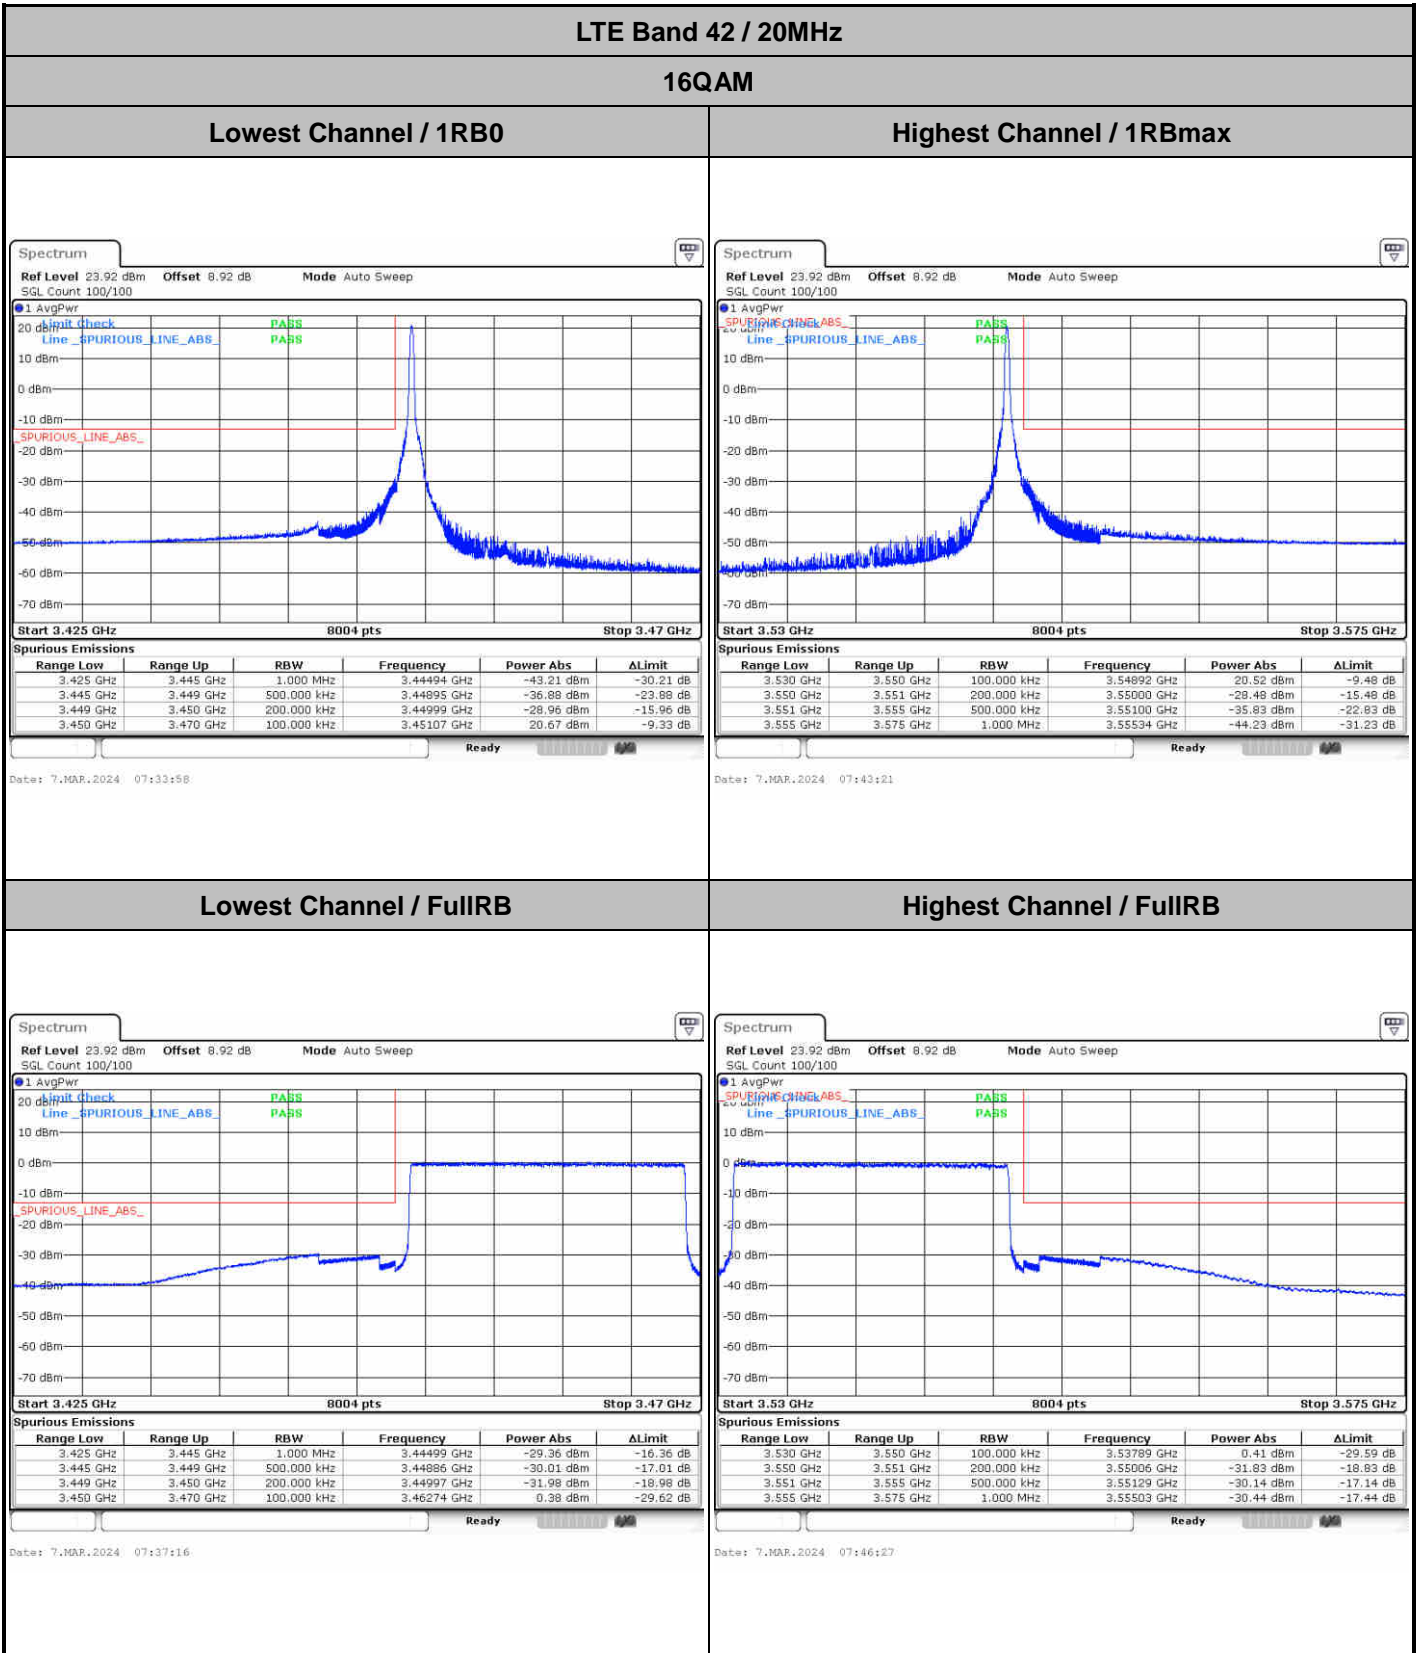 LTE Band 42 / 20MHz
16QAM
Lowest Channel / 1RB0
Highest Channel / 1RBmax
Spectrum
Ref Level 23.92 dBm Offset 8.92 dB Mode Auto Sweep
SGL Count 100/100
1 AvgPwr
Limit Check PASS
20 dBm
Line _SPURIOUS_LINE_ABS_ PASS
10 dBm
0 dBm
-10 dBm
_SPURIOUS_LINE_ABS_
-20 dBm
-30 dBm
-40 dBm
-50 dBm
-60 dBm
-70 dBm
Start 3.425 GHz 8004 pts Stop 3.47 GHz
Spurious Emissions
Range Low Range Up RBW Frequency Power Abs ΔLimit
3.425 GHz 3.445 GHz 1.000 MHz 3.44494 GHz -43.21 dBm -30.21 dB
3.445 GHz 3.449 GHz 500.000 kHz 3.44895 GHz -36.88 dBm -23.88 dB
3.449 GHz 3.450 GHz 200.000 kHz 3.44999 GHz -28.96 dBm -15.96 dB
3.450 GHz 3.470 GHz 100.000 kHz 3.45107 GHz 20.67 dBm -9.33 dB
Ready
Date: 7.MAR.2024 07:33:58
Spectrum
Ref Level 23.92 dBm Offset 8.92 dB Mode Auto Sweep
SGL Count 100/100
1 AvgPwr
_SPURIOUS_LINE_ABS_
Limit Check PASS
20 dBm
Line _SPURIOUS_LINE_ABS_ PASS
10 dBm
0 dBm
-10 dBm
-20 dBm
-30 dBm
-40 dBm
-50 dBm
-60 dBm
-70 dBm
Start 3.53 GHz 8004 pts Stop 3.575 GHz
Spurious Emissions
Range Low Range Up RBW Frequency Power Abs ΔLimit
3.530 GHz 3.550 GHz 100.000 kHz 3.54892 GHz 20.52 dBm -9.48 dB
3.550 GHz 3.551 GHz 200.000 kHz 3.55000 GHz -28.48 dBm -15.48 dB
3.551 GHz 3.555 GHz 500.000 kHz 3.55100 GHz -35.83 dBm -22.83 dB
3.555 GHz 3.575 GHz 1.000 MHz 3.55534 GHz -44.23 dBm -31.23 dB
Ready
Date: 7.MAR.2024 07:43:21
Lowest Channel / FullRB
Highest Channel / FullRB
Spectrum
Ref Level 23.92 dBm Offset 8.92 dB Mode Auto Sweep
SGL Count 100/100
1 AvgPwr
Limit Check PASS
20 dBm
Line _SPURIOUS_LINE_ABS_ PASS
10 dBm
0 dBm
-10 dBm
_SPURIOUS_LINE_ABS_
-20 dBm
-30 dBm
-40 dBm
-50 dBm
-60 dBm
-70 dBm
Start 3.425 GHz 8004 pts Stop 3.47 GHz
Spurious Emissions
Range Low Range Up RBW Frequency Power Abs ΔLimit
3.425 GHz 3.445 GHz 1.000 MHz 3.44499 GHz -29.36 dBm -16.36 dB
3.445 GHz 3.449 GHz 500.000 kHz 3.44886 GHz -30.01 dBm -17.01 dB
3.449 GHz 3.450 GHz 200.000 kHz 3.44997 GHz -31.98 dBm -18.98 dB
3.450 GHz 3.470 GHz 100.000 kHz 3.46274 GHz 0.38 dBm -29.62 dB
Ready
Date: 7.MAR.2024 07:37:16
Spectrum
Ref Level 23.92 dBm Offset 8.92 dB Mode Auto Sweep
SGL Count 100/100
1 AvgPwr
_SPURIOUS_LINE_ABS_
Limit Check PASS
20 dBm
Line _SPURIOUS_LINE_ABS_ PASS
10 dBm
0 dBm
-10 dBm
-20 dBm
-30 dBm
-40 dBm
-50 dBm
-60 dBm
-70 dBm
Start 3.53 GHz 8004 pts Stop 3.575 GHz
Spurious Emissions
Range Low Range Up RBW Frequency Power Abs ΔLimit
3.530 GHz 3.550 GHz 100.000 kHz 3.53789 GHz 0.41 dBm -29.59 dB
3.550 GHz 3.551 GHz 200.000 kHz 3.55006 GHz -31.83 dBm -18.83 dB
3.551 GHz 3.555 GHz 500.000 kHz 3.55129 GHz -30.14 dBm -17.14 dB
3.555 GHz 3.575 GHz 1.000 MHz 3.55503 GHz -30.44 dBm -17.44 dB
Ready
Date: 7.MAR.2024 07:46:27